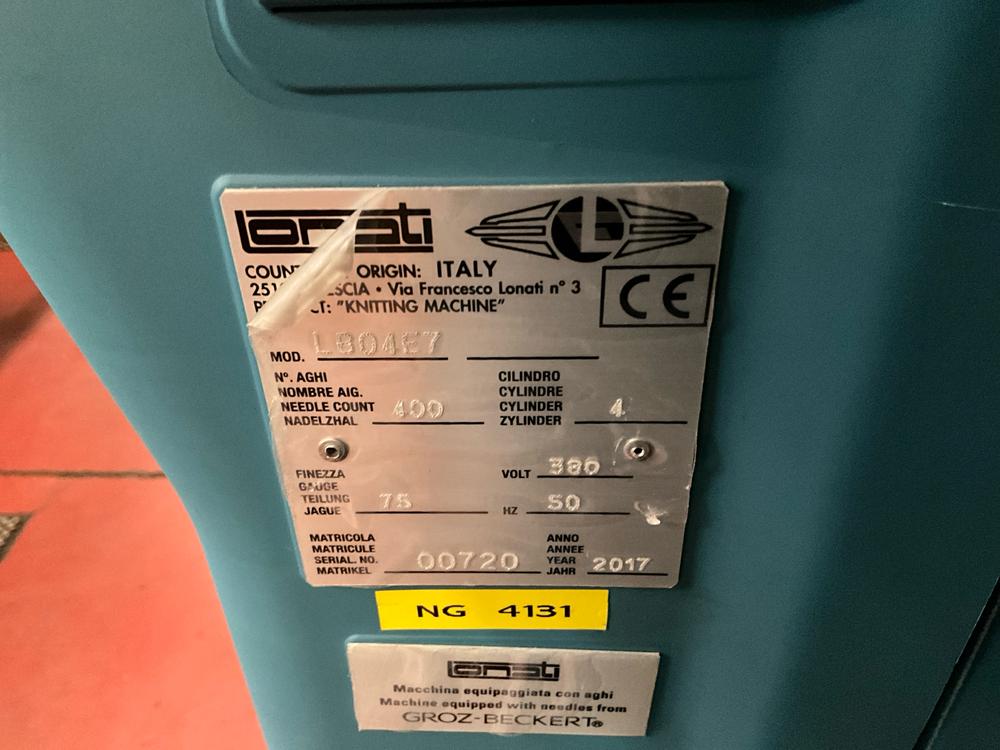 Lonati
L
COUNT ORIGIN: ITALY
251 ESCIA • Via Francesco Lonati n° 3
P CT: "KNITTING MACHINE"
CE
MOD. LB04E7
N°. AGHI
NOMBRE AIG.
NEEDLE COUNT 400
NADELZHAL
CILINDRO
CYLINDRE
CYLINDER 4
ZYLINDER
FINEZZA
GAUGE
TEILUNG 75
JAGUE
VOLT 380
HZ 50
MATRICOLA
MATRICULE
SERIAL. NO. 00720
MATRIKEL
ANNO
ANNEE
YEAR 2017
JAHR
NG 4131
Lonati
Macchina equipaggiata con aghi
Machine equipped with needles from
GROZ-BECKERT®